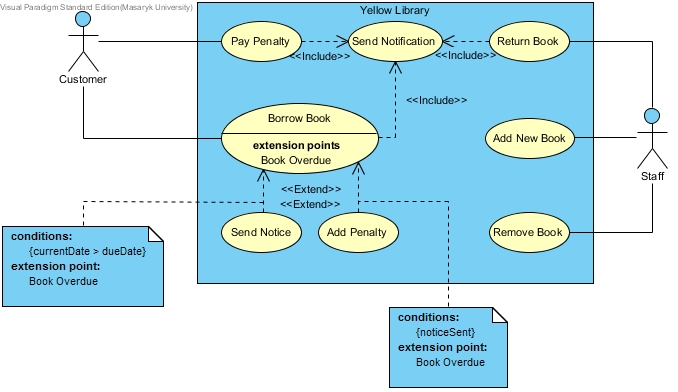 Visual Paradigm Standard Edition(Masaryk University)
Yellow Library
Pay Penalty
Send Notification
Return Book
<<Include>>
<<Include>>
Customer
<<Include>>
Borrow Book
extension points
Book Overdue
Add New Book
Staff
<<Extend>>
<<Extend>>
Send Notice
Add Penalty
Remove Book
conditions:
{currentDate > dueDate}
extension point:
Book Overdue
conditions:
{noticeSent}
extension point:
Book Overdue